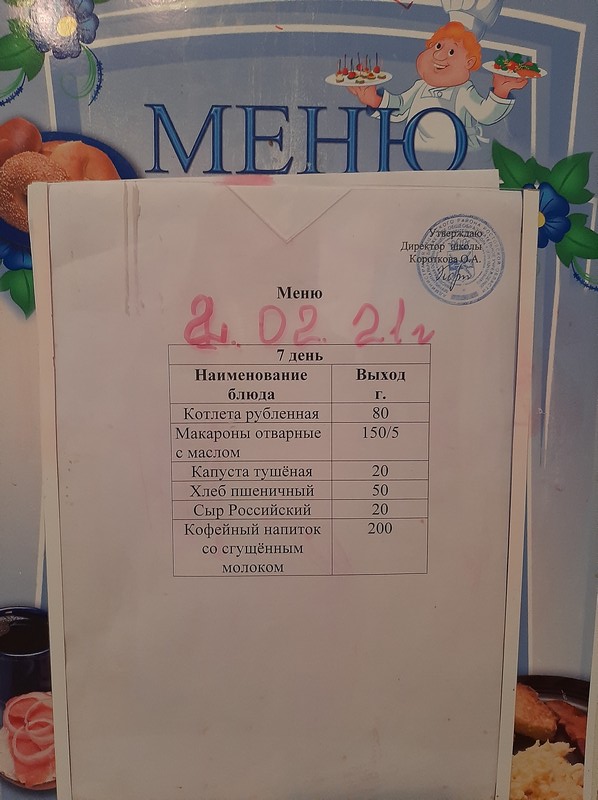 МЕНЮ
Утверждаю
Директор школы
Короткова О.А.
Меню
02. 21г
7 день
Наименование блюда
Выход г.
Котлета рубленная
80
Макароны отварные
с маслом
150/5
Капуста тушёная
20
Хлеб пшеничный
50
Сыр Российский
20
Кофейный напиток
со сгущённым
молоком
200